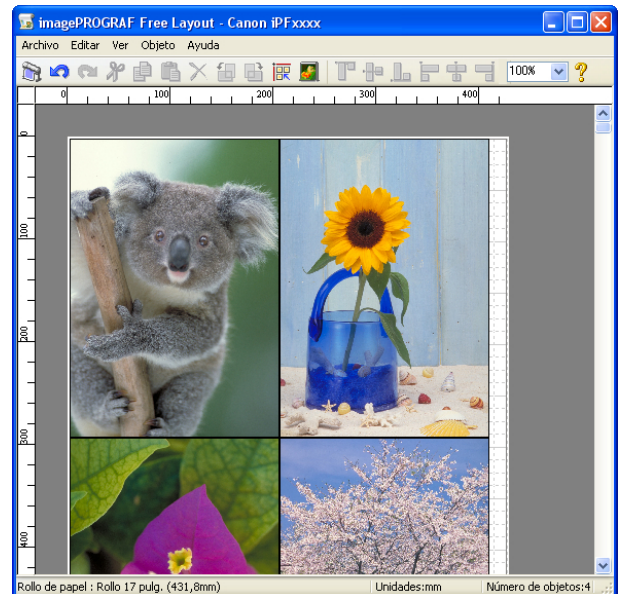 imagePROGRAF Free Layout - Canon iPFxxxx
Archivo Editar Ver Objeto Ayuda
100%
0 100 200 300 400
0
100
200
300
400
Rollo de papel : Rollo 17 pulg. (431,8mm) Unidades:mm Número de objetos:4